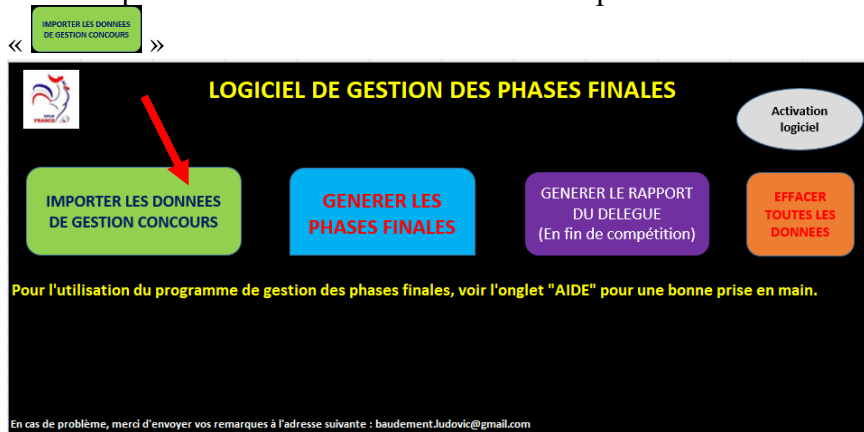 IMPORTER LES DONNEES
DE GESTION CONCOURS
« »
LOGICIEL DE GESTION DES PHASES FINALES
FRANCE
Activation
logiciel
IMPORTER LES DONNEES
DE GESTION CONCOURS
GENERER LES
PHASES FINALES
GENERER LE RAPPORT
DU DELEGUE
(En fin de compétition)
EFFACER
TOUTES LES
DONNEES
Pour l'utilisation du programme de gestion des phases finales, voir l'onglet "AIDE" pour une bonne prise en main.
En cas de problème, merci d'envoyer vos remarques à l'adresse suivante : baudement.ludovic@gmail.com